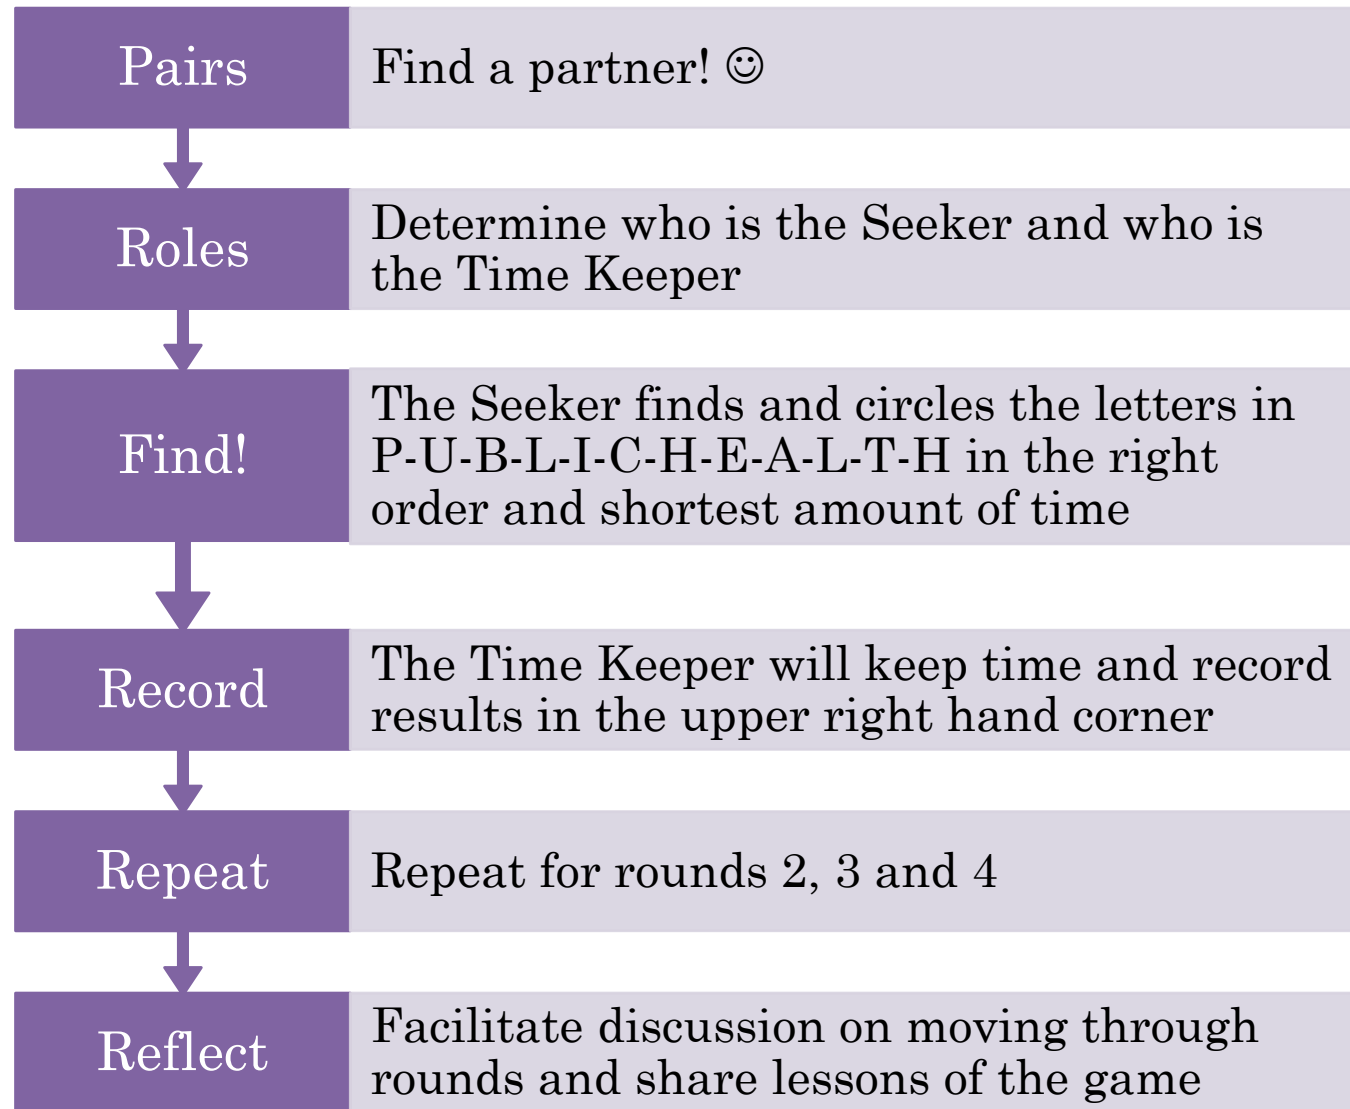 Pairs
Find a partner! ☺
Roles
Determine who is the Seeker and who is
the Time Keeper
Find!
The Seeker finds and circles the letters in
P-U-B-L-I-C-H-E-A-L-T-H in the right
order and shortest amount of time
Record
The Time Keeper will keep time and record
results in the upper right hand corner
Repeat
Repeat for rounds 2, 3 and 4
Reflect
Facilitate discussion on moving through
rounds and share lessons of the game